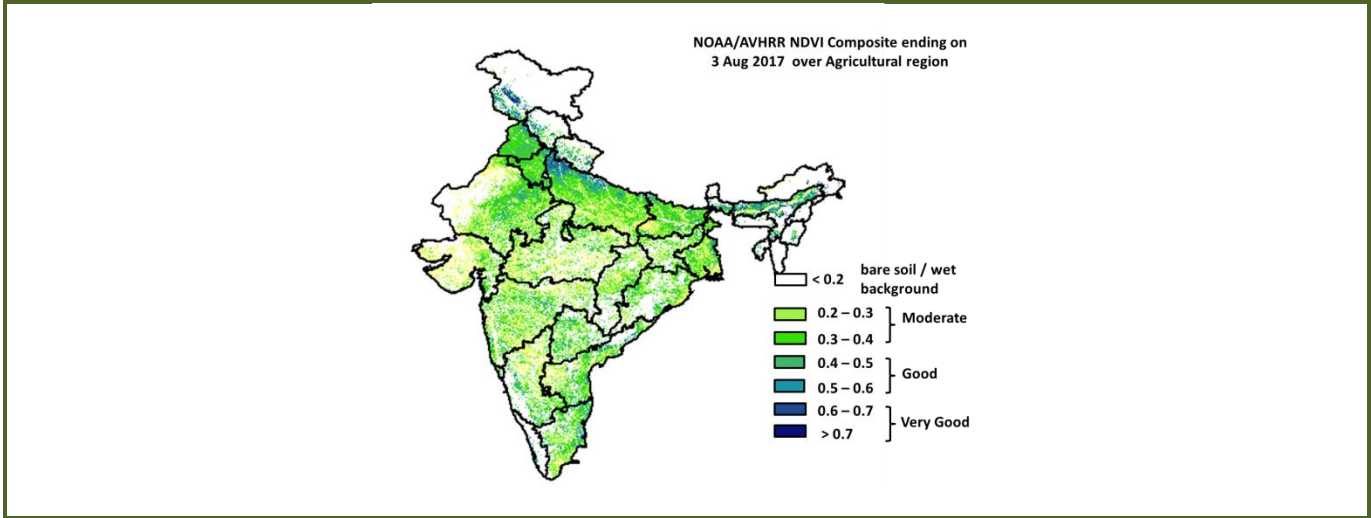 NOAA/AVHRR NDVI Composite ending on
3 Aug 2017 over Agricultural region
< 0.2 bare soil / wet
background
0.2 – 0.3
Moderate
0.3 – 0.4
0.4 – 0.5
Good
0.5 – 0.6
0.6 – 0.7
Very Good
> 0.7